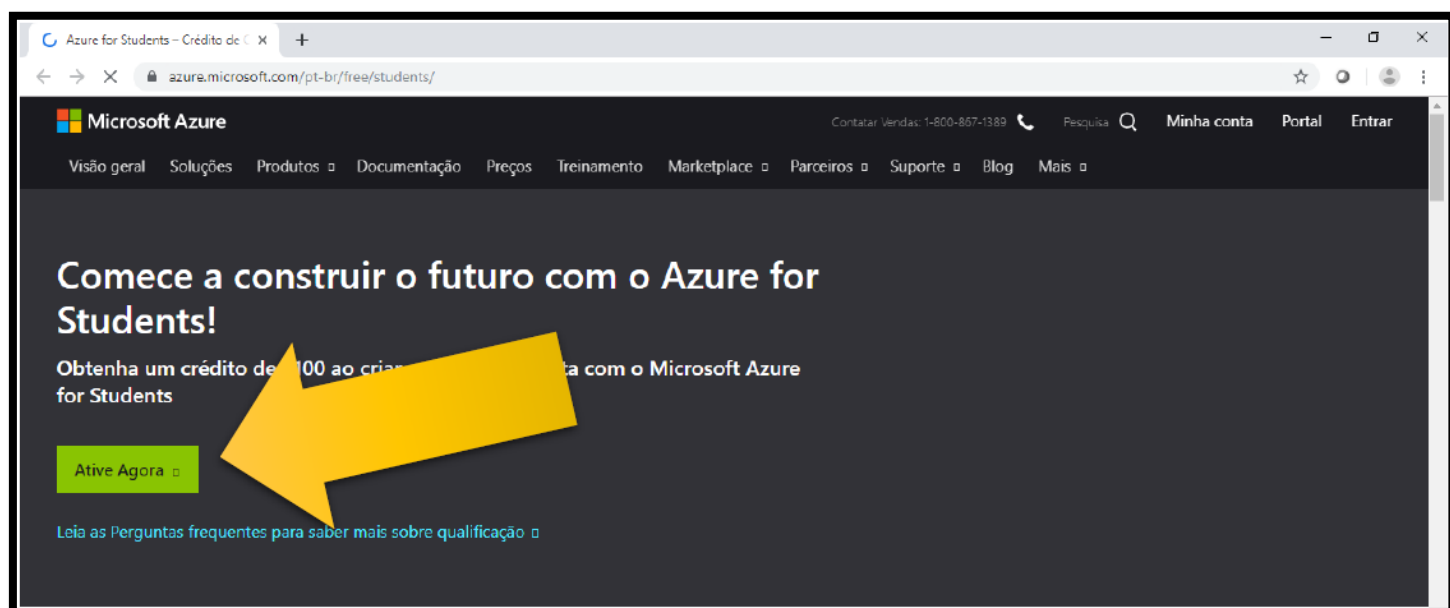 Azure for Students – Crédito de
azure.microsoft.com/pt-br/free/students/
Microsoft Azure
Contatar Vendas: 1-800-867-1389 Pesquisa Minha conta Portal Entrar
Visão geral Soluções Produtos Documentação Preços Treinamento Marketplace Parceiros Suporte Blog Mais
Comece a construir o futuro com o Azure for
Students!
Obtenha um crédito de 100 ao criar com o Microsoft Azure
for Students
Ative Agora
Leia as Perguntas frequentes para saber mais sobre qualificação